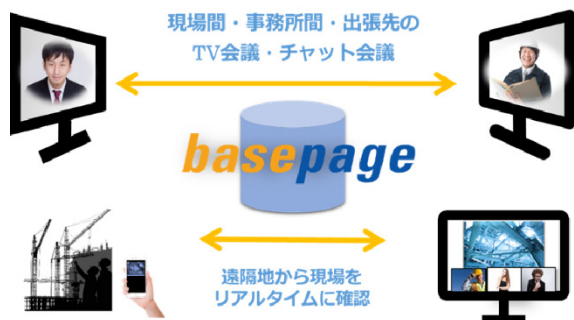 現場間・事務所間・出張先の
TV会議・チャット会議
basepage
遠隔地から現場を
リアルタイムに確認